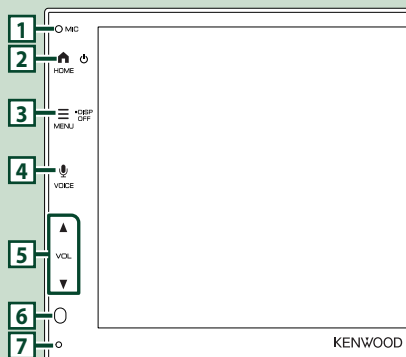 1 MIC
2
HOME
3 •DISP
OFF
MENU
4
VOICE
5 VOL
6
7
KENWOOD